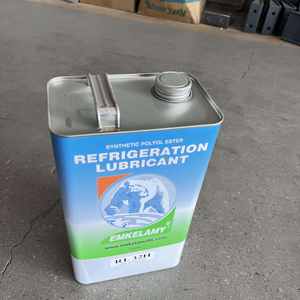 SYNTHETIC POLYOL ESTER
REFRIGERATION
LUBRICANT
EMKELAMY
RL 32H